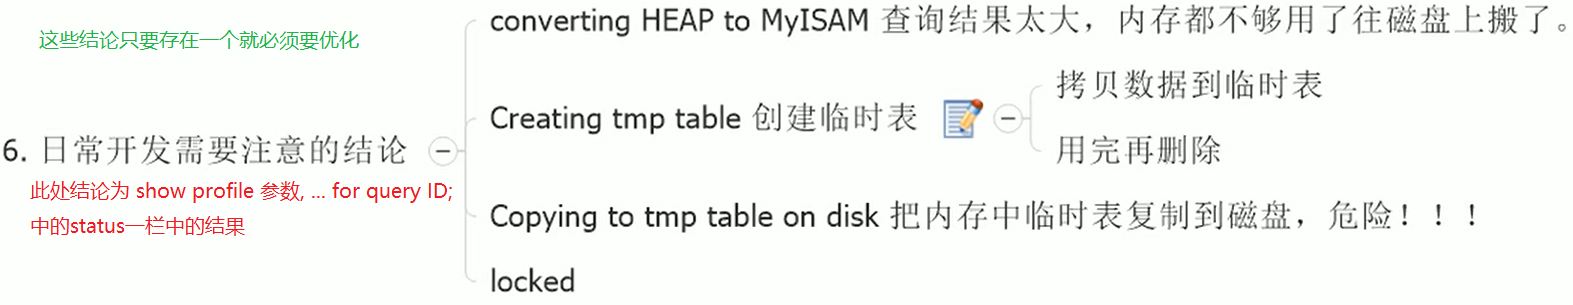 这些结论只要存在一个就必须要优化
6. 日常开发需要注意的结论
此处结论为 show profile 参数, ... for query ID;
中的status一栏中的结果
converting HEAP to MyISAM 查询结果太大，内存都不够用了往磁盘上搬了。
Creating tmp table 创建临时表
拷贝数据到临时表
用完再删除
Copying to tmp table on disk 把内存中临时表复制到磁盘，危险！！！
locked